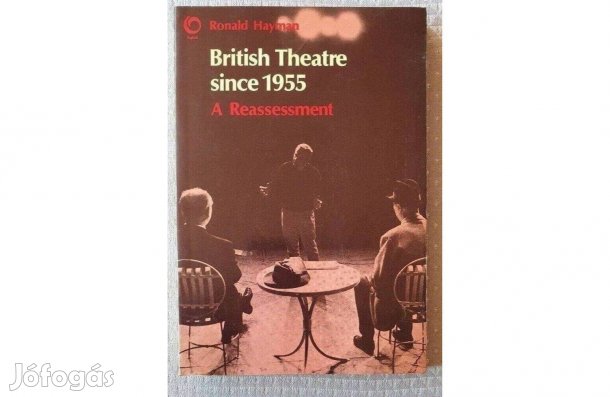 Ronald Hayman
British Theatre
since 1955
A Reassessment
Jófogás